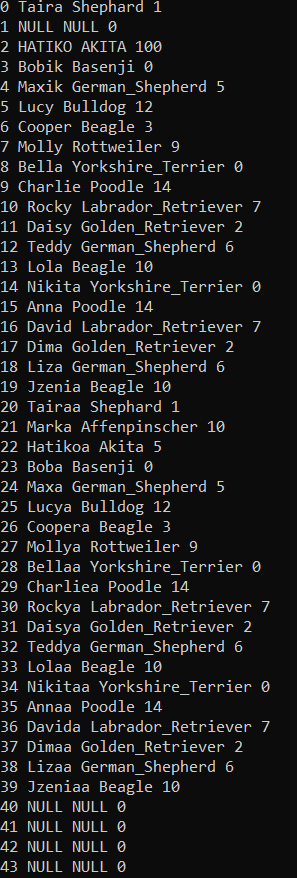 0 Taira Shephard 1
1 NULL NULL 0
2 HATIKO AKITA 100
3 Bobik Basenji 0
4 Maxik German_Shepherd 5
5 Lucy Bulldog 12
6 Cooper Beagle 3
7 Molly Rottweiler 9
8 Bella Yorkshire_Terrier 0
9 Charlie Poodle 14
10 Rocky Labrador_Retriever 7
11 Daisy Golden_Retriever 2
12 Teddy German_Shepherd 6
13 Lola Beagle 10
14 Nikita Yorkshire_Terrier 0
15 Anna Poodle 14
16 David Labrador_Retriever 7
17 Dima Golden_Retriever 2
18 Liza German_Shepherd 6
19 Jzenia Beagle 10
20 Tairaa Shephard 1
21 Marka Affenpinscher 10
22 Hatikoa Akita 5
23 Boba Basenji 0
24 Maxa German_Shepherd 5
25 Lucya Bulldog 12
26 Coopera Beagle 3
27 Mollya Rottweiler 9
28 Bellaa Yorkshire_Terrier 0
29 Charliea Poodle 14
30 Rockya Labrador_Retriever 7
31 Daisya Golden_Retriever 2
32 Teddya German_Shepherd 6
33 Lolaa Beagle 10
34 Nikitaa Yorkshire_Terrier 0
35 Annaa Poodle 14
36 Davida Labrador_Retriever 7
37 Dimaa Golden_Retriever 2
38 Lizaa German_Shepherd 6
39 Jzeniaa Beagle 10
40 NULL NULL 0
41 NULL NULL 0
42 NULL NULL 0
43 NULL NULL 0